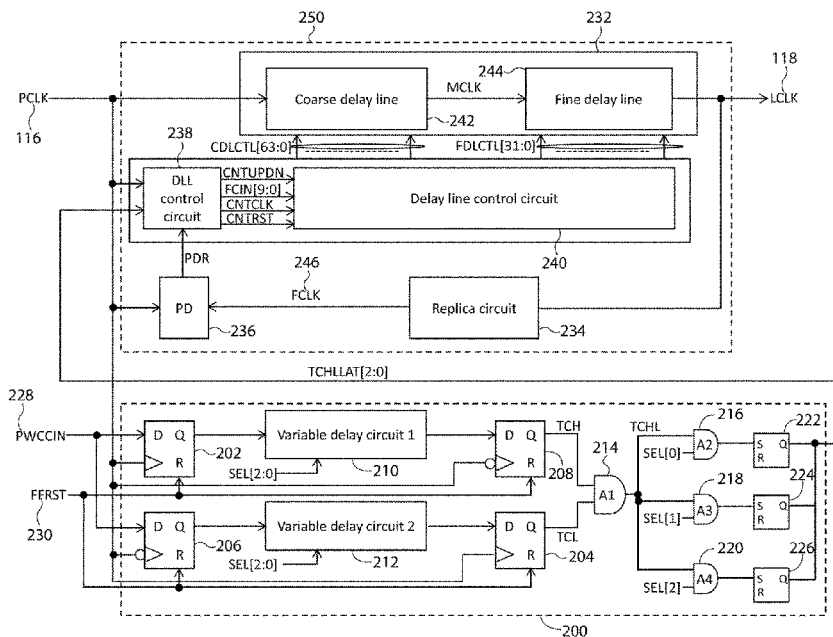 250
232
118
244
PCLK
116
Coarse delay line
MCLK
Fine delay line
LCLK
242
CDLCTL[63:0]
FDLCTL[31:0]
238
DLL control circuit
CNTUPDN
FCIN[9:0]
CNTCLK
CNTRST
Delay line control circuit
240
PDR
246
PD
FCLK
Replica circuit
236
234
TCHLLAT[2:0]
228
PWCCIN
D Q
R
202
Variable delay circuit 1
SEL[2:0]
210
D Q
R
208
TCH
214
A1
TCHL
216
A2
SEL[0]
S
R
Q
222
218
A3
SEL[1]
S
R
Q
224
FFRST
230
D Q
R
206
Variable delay circuit 2
SEL[2:0]
212
D Q
R
204
TCL
220
A4
SEL[2]
S
R
Q
226
200